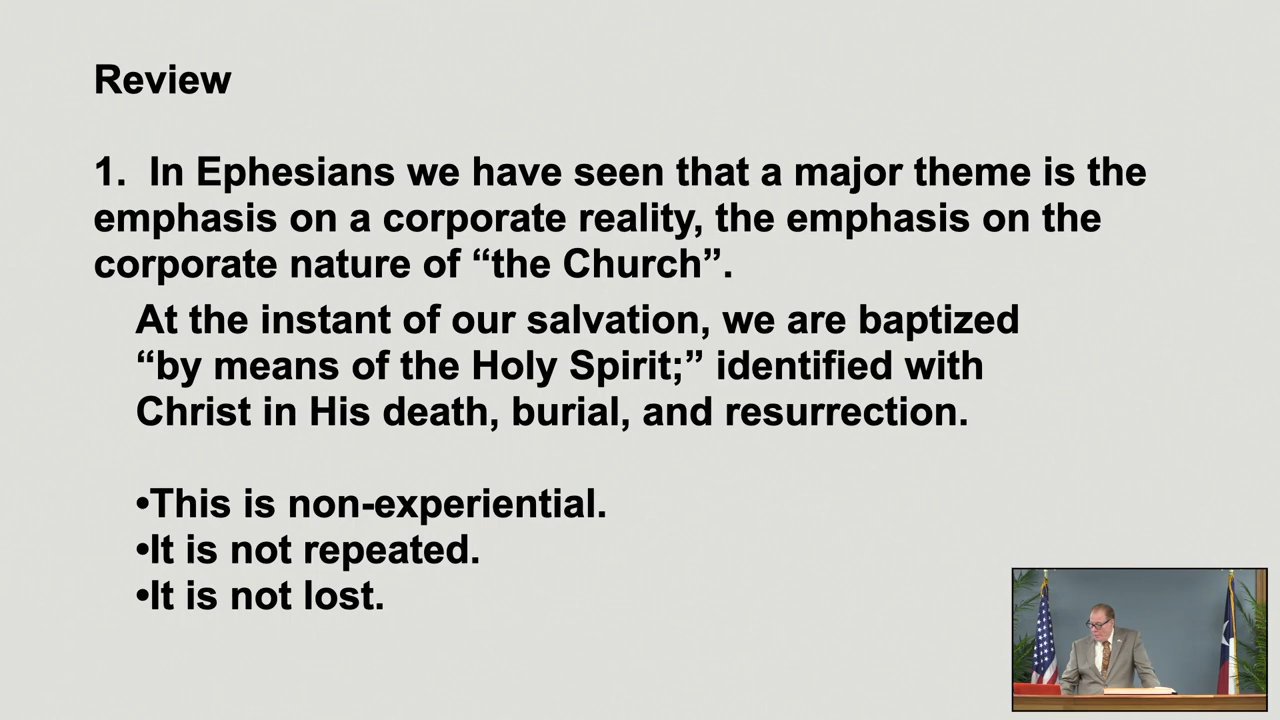 Review
1. In Ephesians we have seen that a major theme is the
emphasis on a corporate reality, the emphasis on the
corporate nature of “the Church”.
At the instant of our salvation, we are baptized
“by means of the Holy Spirit;” identified with
Christ in His death, burial, and resurrection.
•This is non-experiential.
•It is not repeated.
•It is not lost.